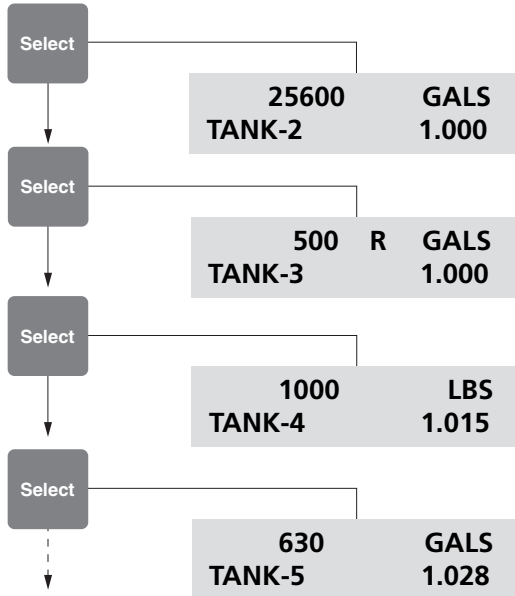 Select
25600 GALS
TANK-2 1.000
Select
500 R GALS
TANK-3 1.000
Select
1000 LBS
TANK-4 1.015
Select
630 GALS
TANK-5 1.028